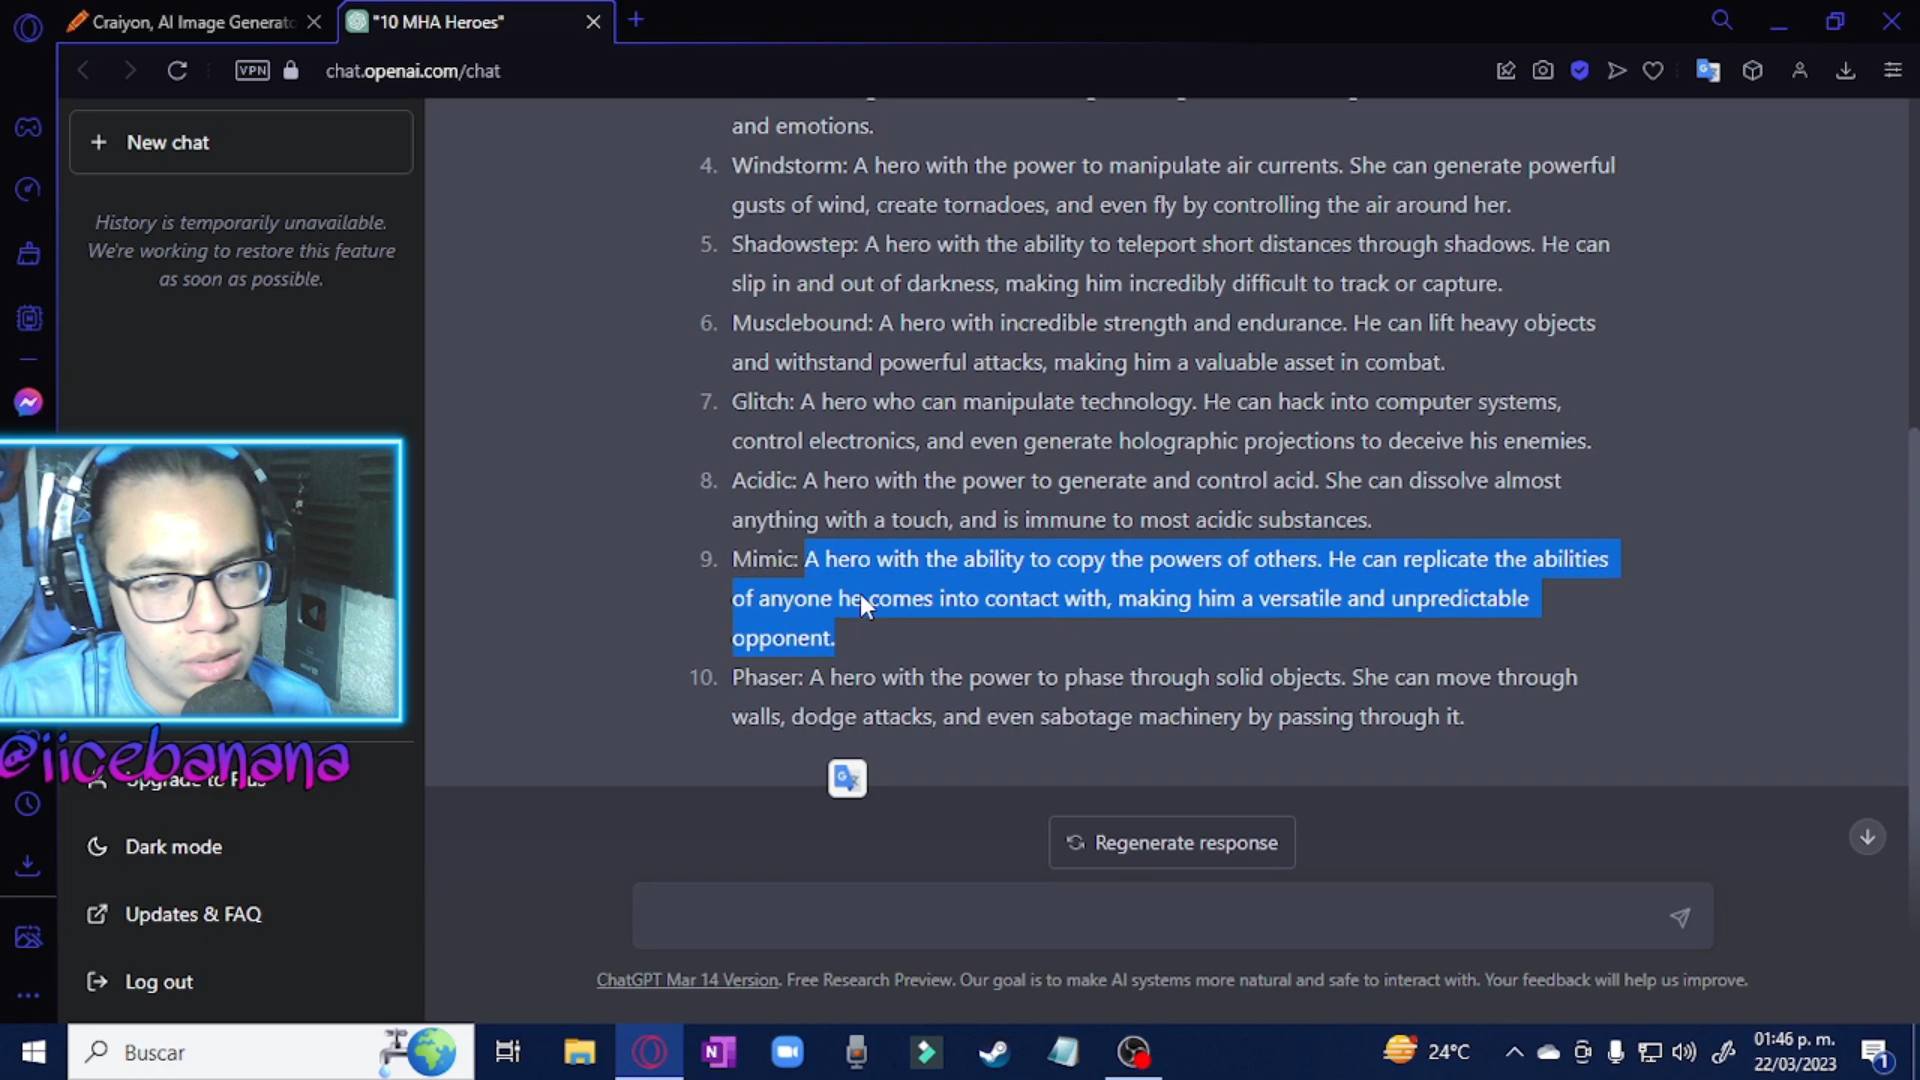 Craiyon, AI Image Generato
"10 MHA Heroes"
VPN
chat.openai.com/chat
New chat
History is temporarily unavailable.
We're working to restore this feature
as soon as possible.
and emotions.
4. Windstorm: A hero with the power to manipulate air currents. She can generate powerful
gusts of wind, create tornadoes, and even fly by controlling the air around her.
5. Shadowstep: A hero with the ability to teleport short distances through shadows. He can
slip in and out of darkness, making him incredibly difficult to track or capture.
6. Musclebound: A hero with incredible strength and endurance. He can lift heavy objects
and withstand powerful attacks, making him a valuable asset in combat.
7. Glitch: A hero who can manipulate technology. He can hack into computer systems,
control electronics, and even generate holographic projections to deceive his enemies.
8. Acidic: A hero with the power to generate and control acid. She can dissolve almost
anything with a touch, and is immune to most acidic substances.
9. Mimic: A hero with the ability to copy the powers of others. He can replicate the abilities
of anyone he comes into contact with, making him a versatile and unpredictable
opponent.
10. Phaser: A hero with the power to phase through solid objects. She can move through
walls, dodge attacks, and even sabotage machinery by passing through it.
@iicebanana
Upgrade to Plus
Dark mode
Updates & FAQ
Log out
Regenerate response
ChatGPT Mar 14 Version. Free Research Preview. Our goal is to make AI systems more natural and safe to interact with. Your feedback will help us improve.
Buscar
24°C
01:46 p. m.
22/03/2023
1